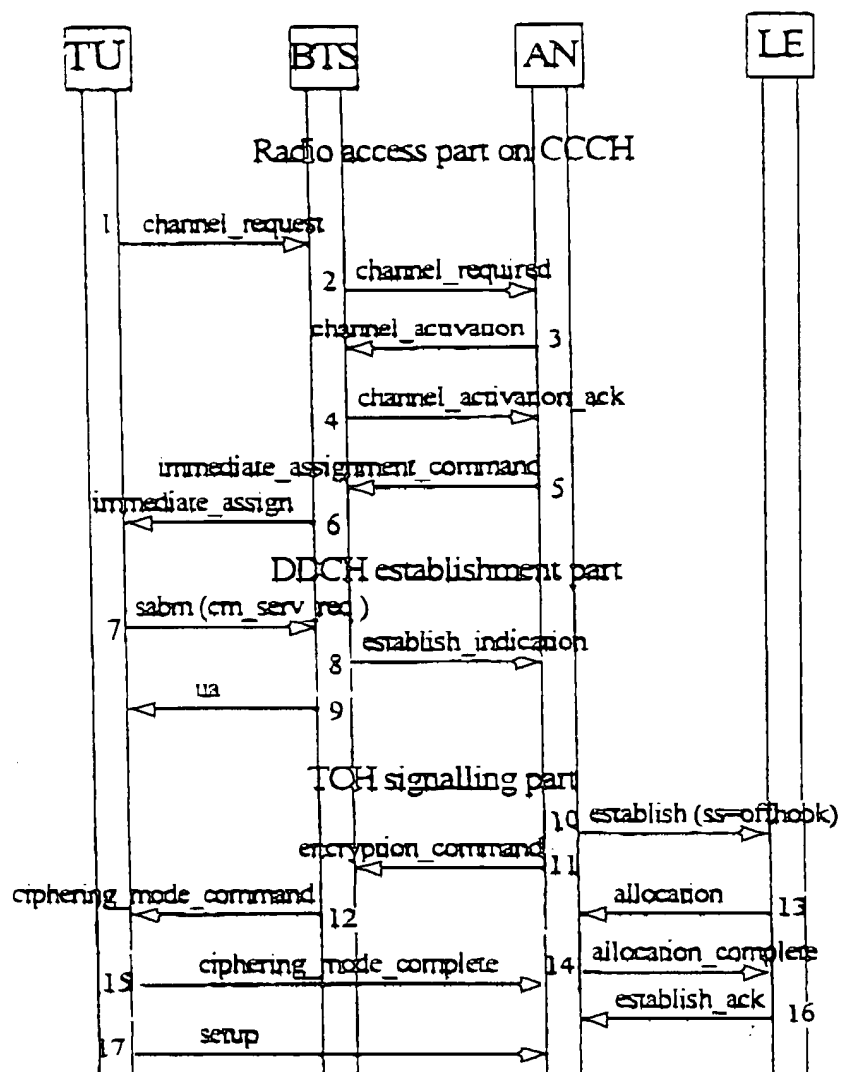 TU BTS AN LE
Radio access part on CCCH
1 channel_request
2 channel_required
channel_activation 3
4 channel_activation_ack
immediate_assignment_command 5
immediate_assign 6
DDCH establishment part
7 sabm (cm_serv_req)
8 establish_indication
ua 9
TCH signalling part
10 establish (ss=offhook)
encryption_command 11
ciphering_mode_command 12
allocation 13
14 allocation_complete
15 ciphering_mode_complete
establish_ack 16
17 setup